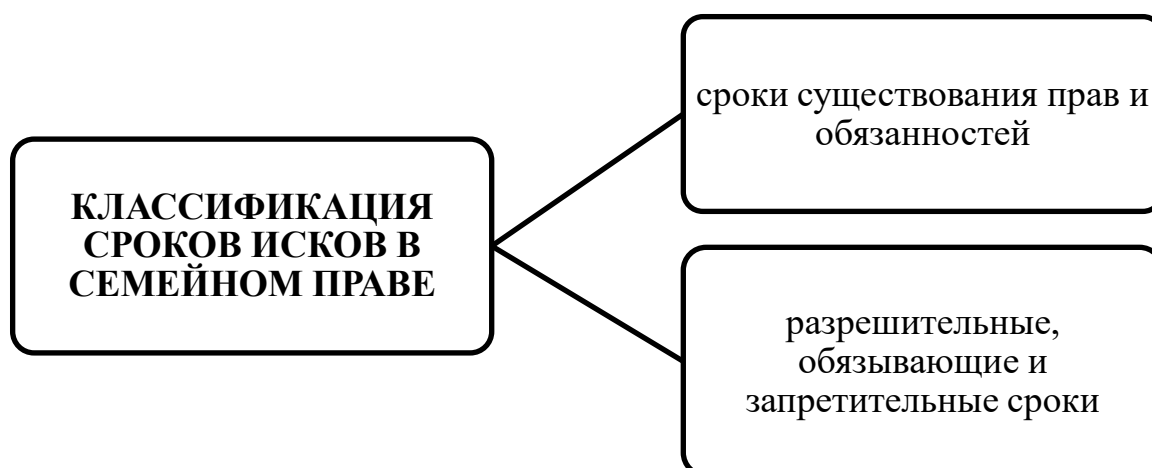 КЛАССИФИКАЦИЯ
СРОКОВ ИСКОВ В
СЕМЕЙНОМ ПРАВЕ
сроки существования прав и
обязанностей
разрешительные,
обязывающие и
запретительные сроки